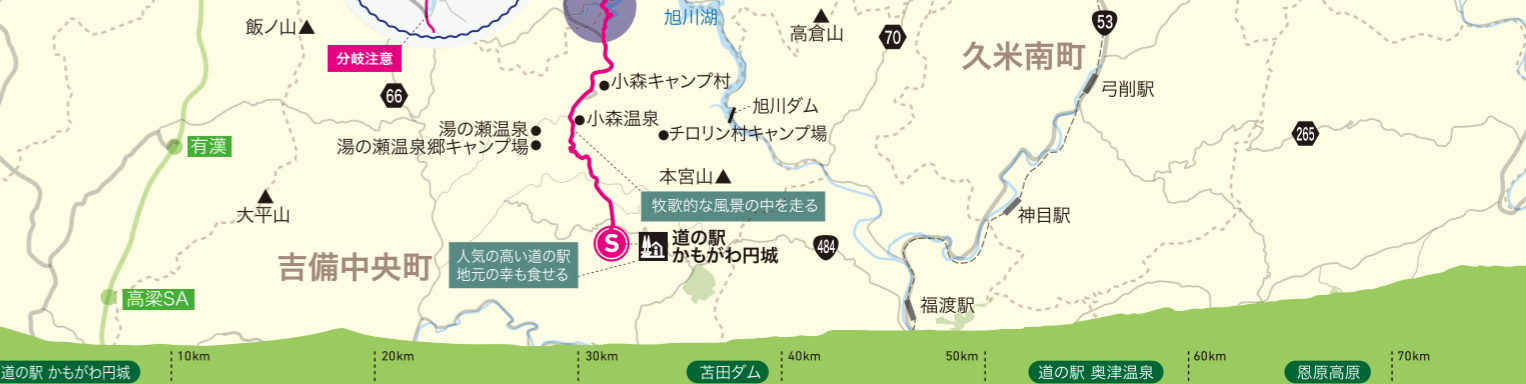 飯ノ山
分岐注意
旭川湖
高倉山
70
53
久米南町
弓削駅
66
小森キャンプ村
旭川ダム
小森温泉
チロリン村キャンプ場
湯の瀬温泉
湯の瀬温泉郷キャンプ場
265
有漢
本宮山
牧歌的な風景の中を走る
大平山
神目駅
S
道の駅
かもがわ円城
484
人気の高い道の駅
地元の幸も食せる
吉備中央町
高梁SA
福渡駅
10km
20km
30km
40km
50km
60km
70km
道の駅 かもがわ円城
苫田ダム
道の駅 奥津温泉
恩原高原